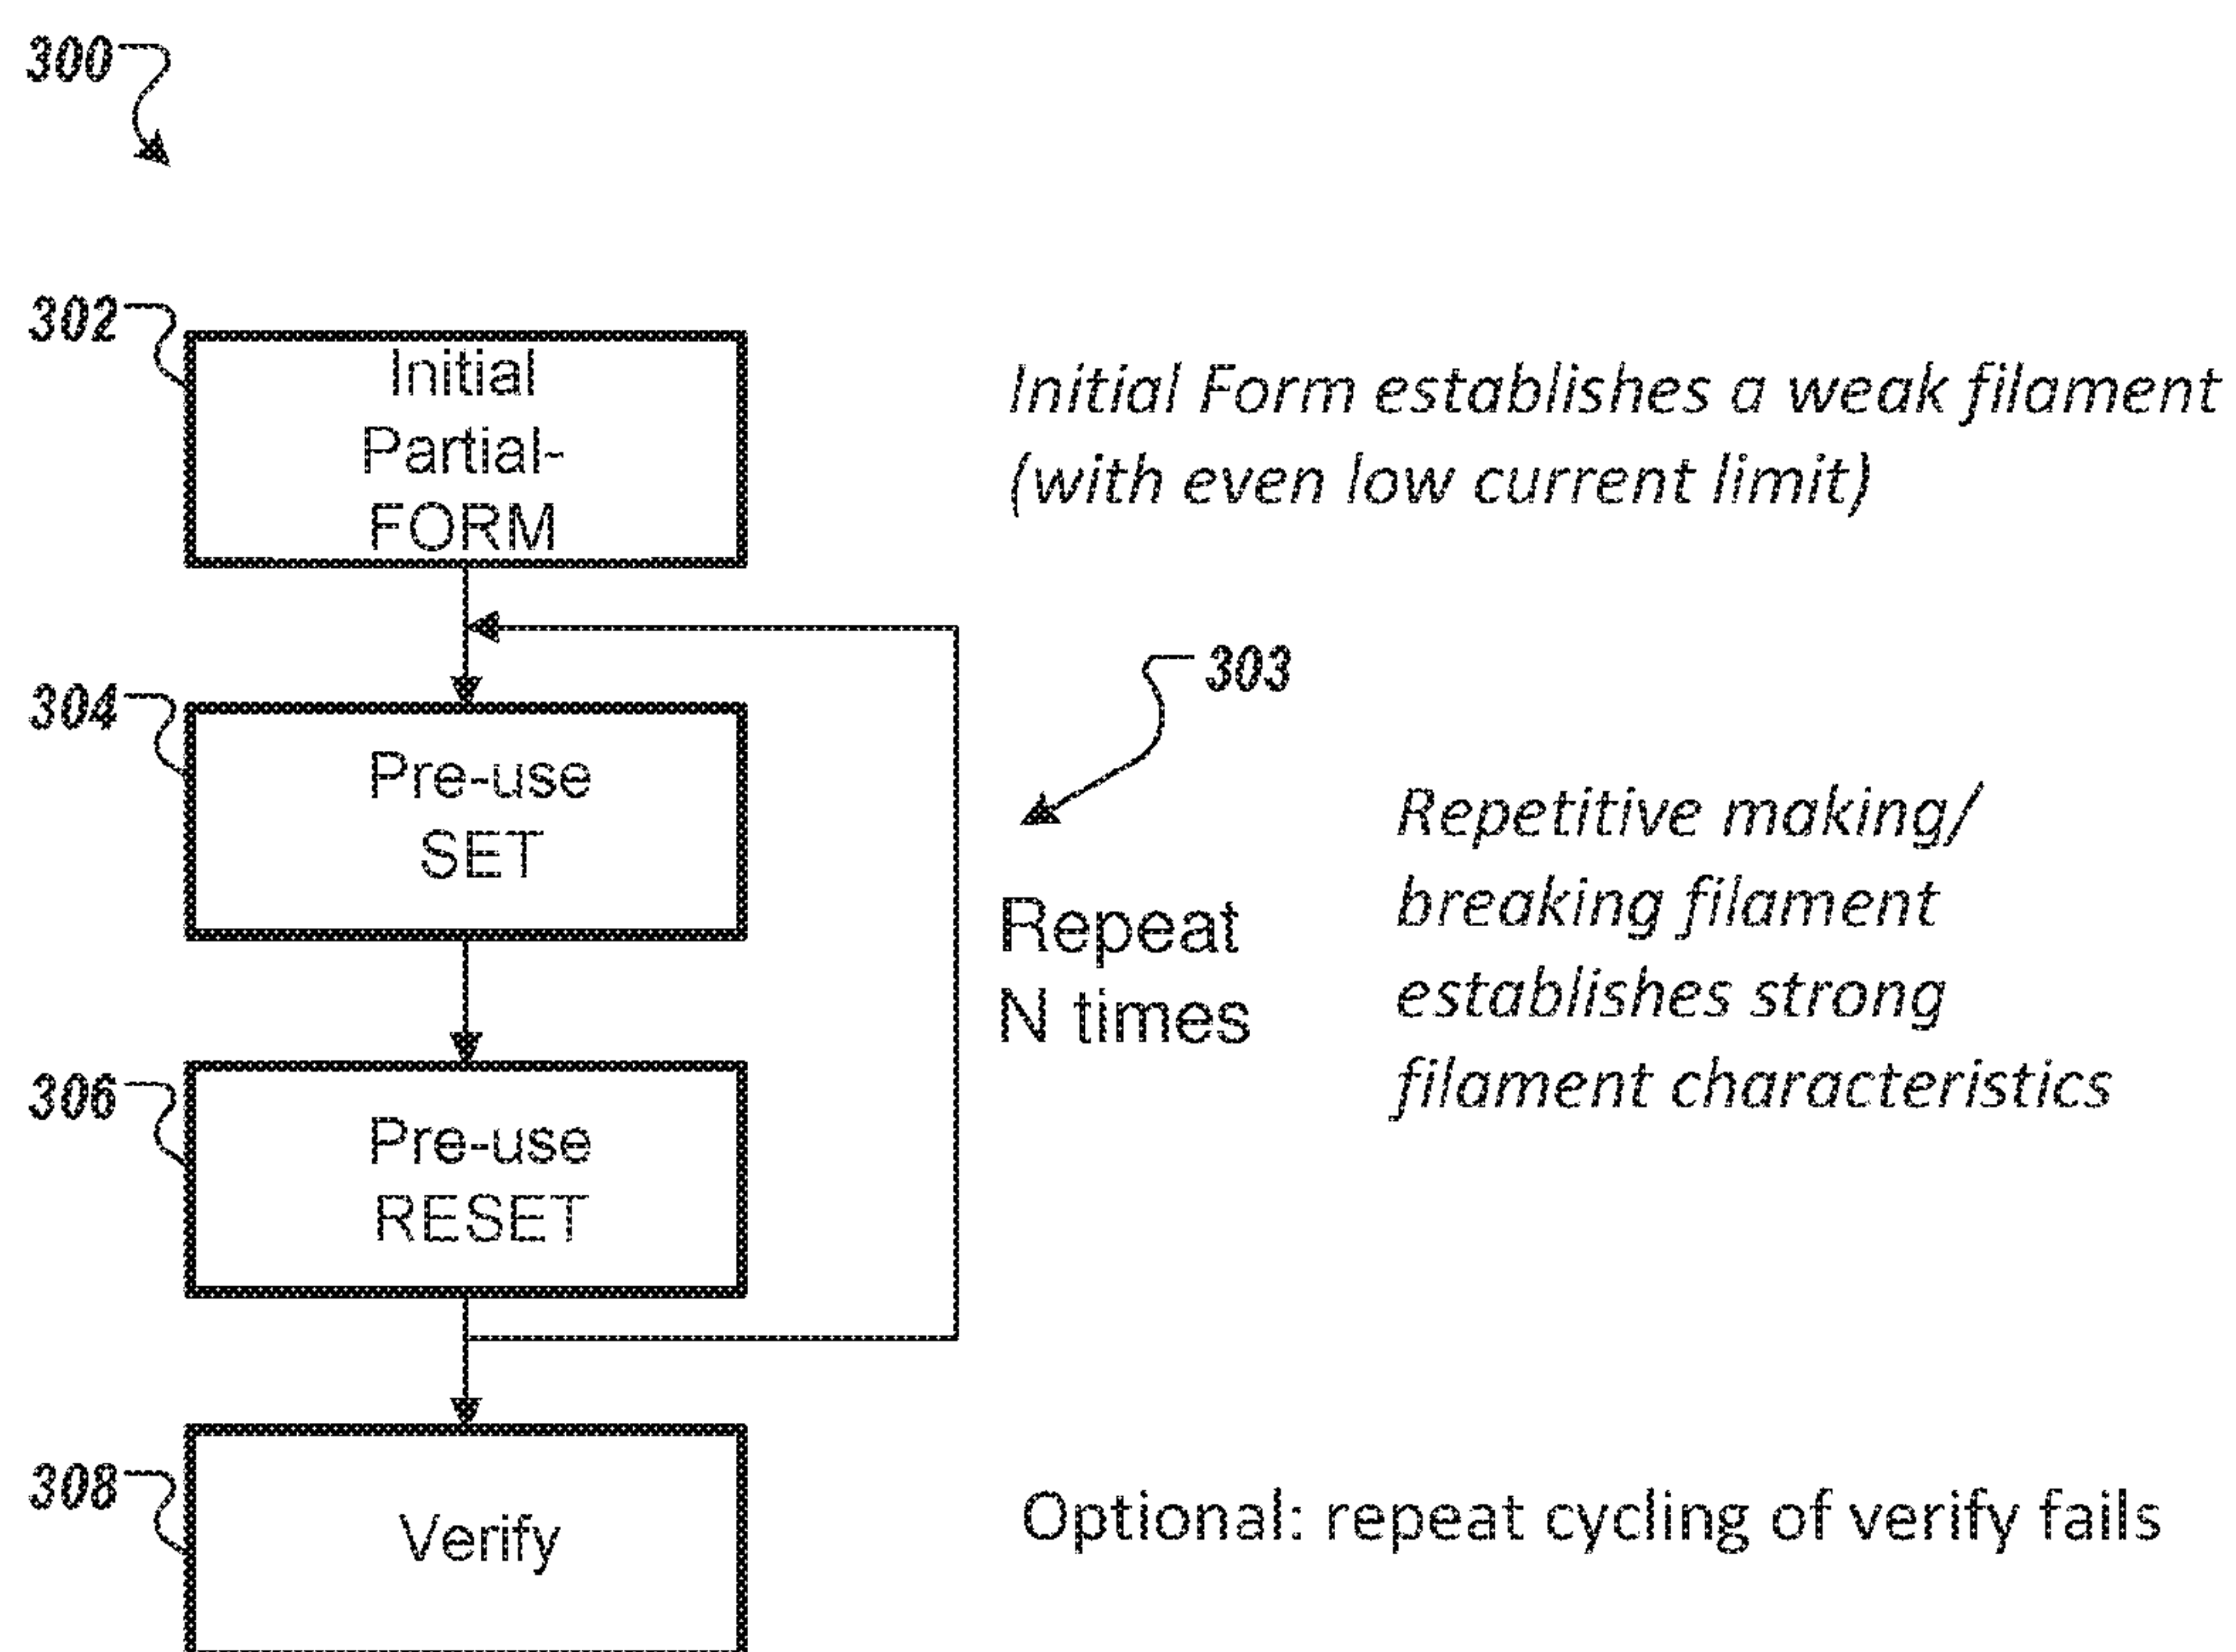 300
302
Initial
Partial-
FORM
Initial Form establishes a weak filament
(with even low current limit)
303
304
Pre-use
SET
Repetitive making/
breaking filament
establishes strong
filament characteristics
Repeat
N times
306
Pre-use
RESET
308
Verify
Optional: repeat cycling of verify fails